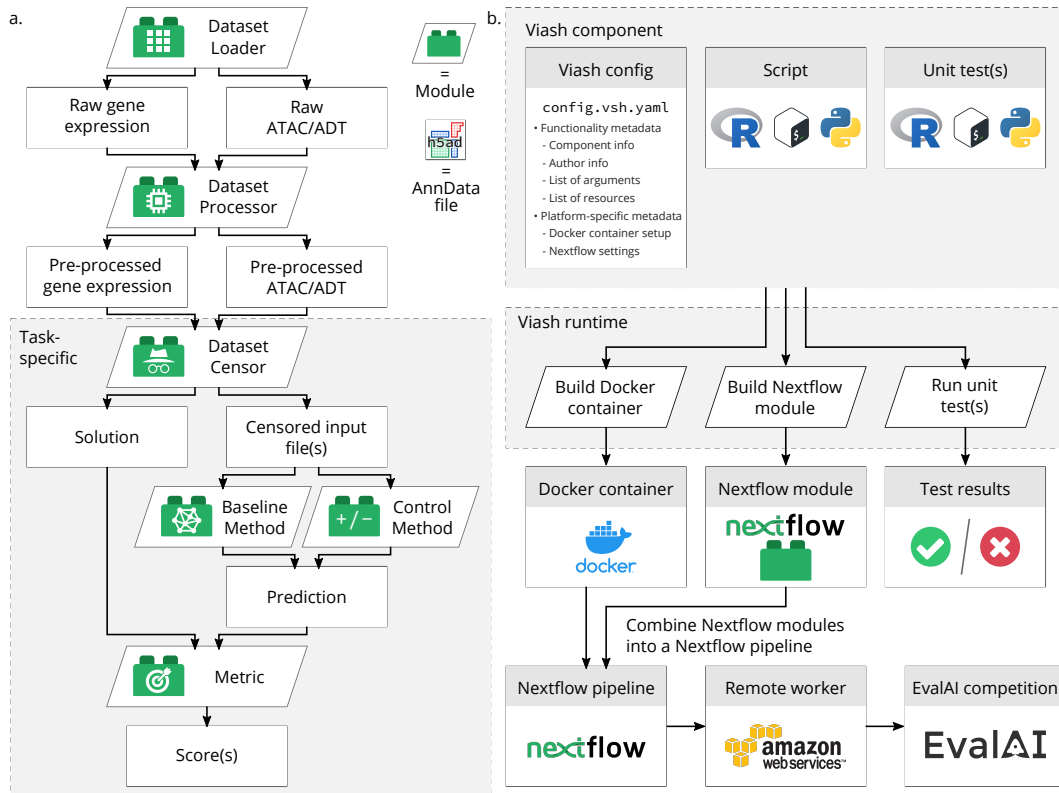 a.
Dataset
Loader
Raw gene
expression
Raw
ATAC/ADT
Dataset
Processor
Pre-processed
gene expression
Pre-processed
ATAC/ADT
Task-
specific
Dataset
Censor
Solution
Censored input
file(s)
Baseline
Method
+/−
Control
Method
Prediction
Metric
Score(s)
=
Module
h5ad
=
AnnData
file
b.
Viash component
Viash config
config.vsh.yaml
• Functionality metadata
- Component info
- Author info
- List of arguments
- List of resources
• Platform-specific metadata
- Docker container setup
- Nextflow settings
Script
R
$_
Unit test(s)
R
$_
Viash runtime
Build Docker
container
Build Nextflow
module
Run unit
test(s)
Docker container
docker
Nextflow module
nextflow
Test results
/
Combine Nextflow modules
into a Nextflow pipeline
Nextflow pipeline
nextflow
Remote worker
amazon
webservices™
EvalAI competition
EvalAI